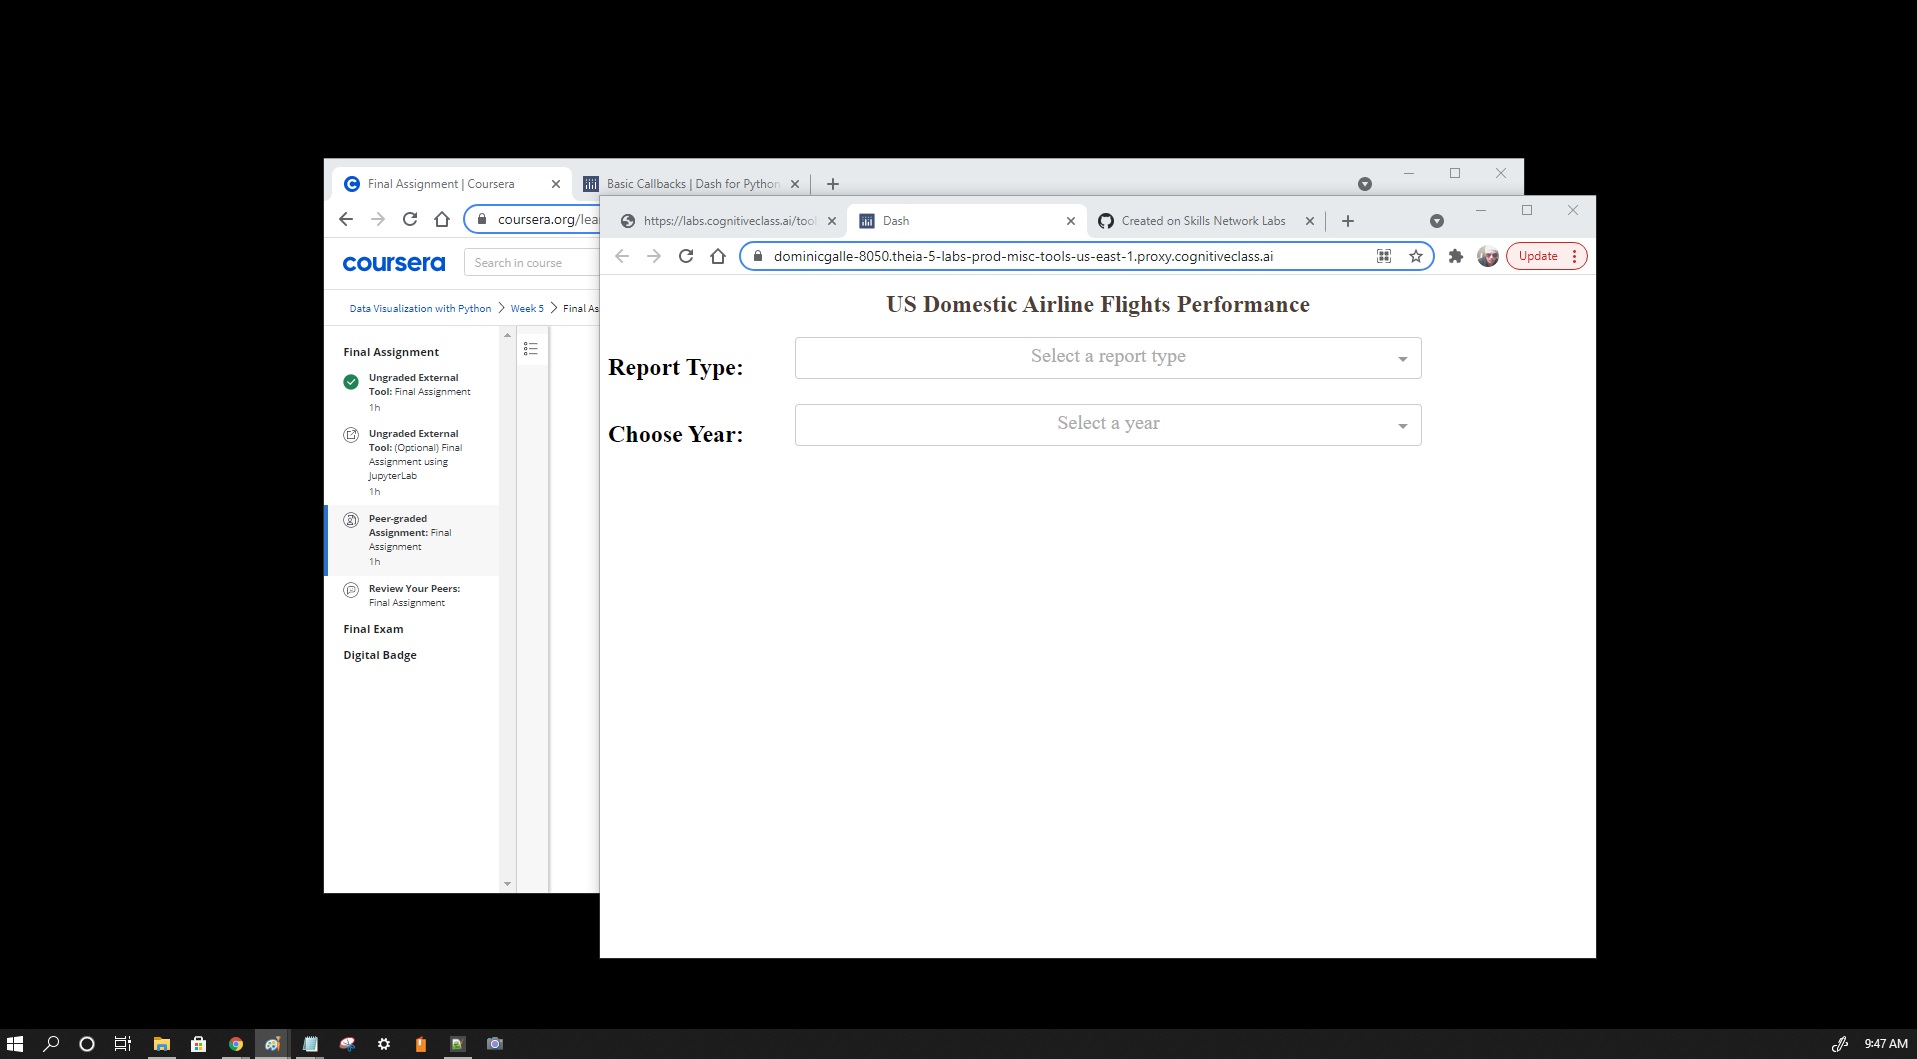 Final Assignment | Coursera
Basic Callbacks | Dash for Python
coursera.org/lea
coursera
Search in course
Data Visualization with Python > Week 5 > Final As
Final Assignment
Ungraded External
Tool: Final Assignment
1h
Ungraded External
Tool: (Optional) Final
Assignment using
JupyterLab
1h
Peer-graded
Assignment: Final
Assignment
1h
Review Your Peers:
Final Assignment
Final Exam
Digital Badge
https://labs.cognitiveclass.ai/tool
Dash
Created on Skills Network Labs
dominicgalle-8050.theia-5-labs-prod-misc-tools-us-east-1.proxy.cognitiveclass.ai
Update
US Domestic Airline Flights Performance
Report Type:
Select a report type
Choose Year:
Select a year
9:47 AM